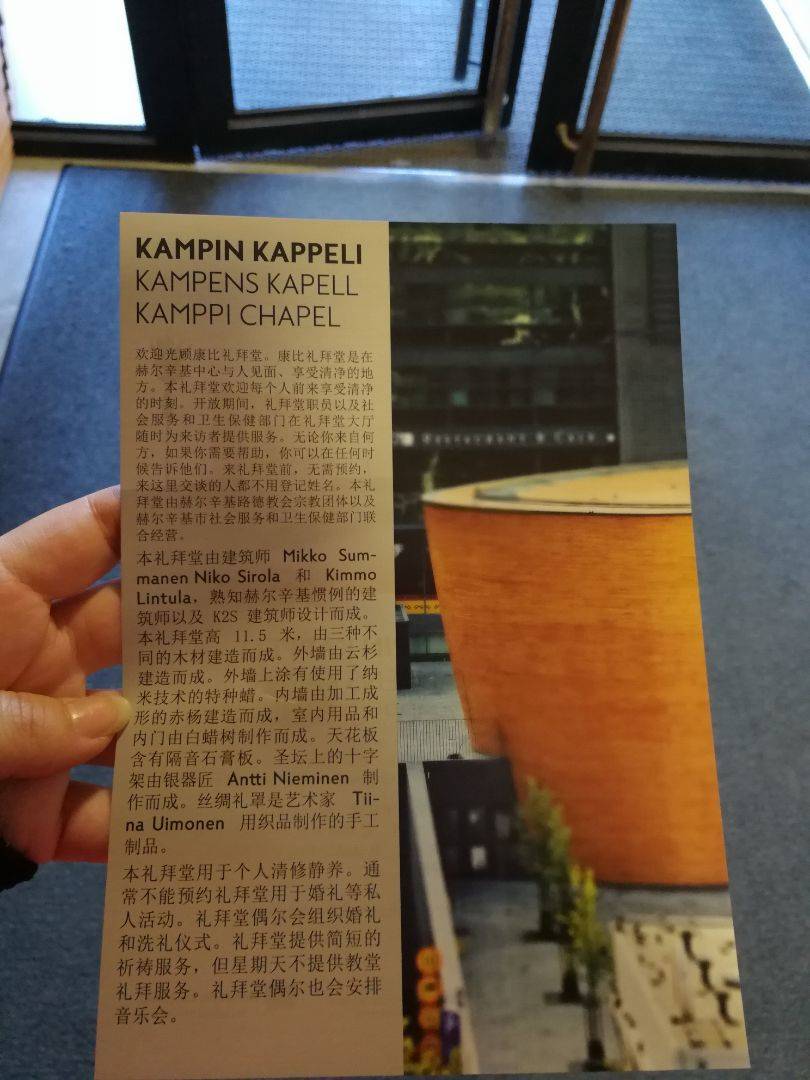 KAMPIN KAPPELI
KAMPENS KAPELL
KAMPPI CHAPEL
欢迎光顾康比礼拜堂。康比礼拜堂是在
赫尔辛基中心与人见面、享受清净的地
方。本礼拜堂欢迎每个人前来享受清净
的时刻。开放期间，礼拜堂职员以及社
会服务和卫生保健部门在礼拜堂大厅
随时为来访者提供服务。无论你来自何
方，如果你需要帮助，你可以在任何时
候告诉他们。来礼拜堂前，无需预约，
来这里交谈的人都不用登记姓名。本礼
拜堂由赫尔辛基路德教会宗教团体以及
赫尔辛基市社会服务和卫生保健部门联
合经营。
本礼拜堂由建筑师 Mikko Sum-
manen Niko Sirola 和 Kimmo
Lintula，熟知赫尔辛基惯例的建
筑师以及 K2S 建筑师设计而成。
本礼拜堂高 11.5 米，由三种不
同的木材建造而成。外墙由云杉
建造而成。外墙上涂有使用了纳
米技术的特种蜡。内墙由加工成
形的赤杨建造而成，室内用品和
内门由白蜡树制作而成。天花板
含有隔音石膏板。圣坛上的十字
架由银器匠 Antti Nieminen 制
作而成。丝绸礼罩是艺术家 Tii-
na Uimonen 用织品制作的手工
制品。
本礼拜堂用于个人清修静养。通
常不能预约礼拜堂用于婚礼等私
人活动。礼拜堂偶尔会组织婚礼
和洗礼仪式。礼拜堂提供简短的
祈祷服务，但星期天不提供教堂
礼拜服务。礼拜堂偶尔也会安排
音乐会。